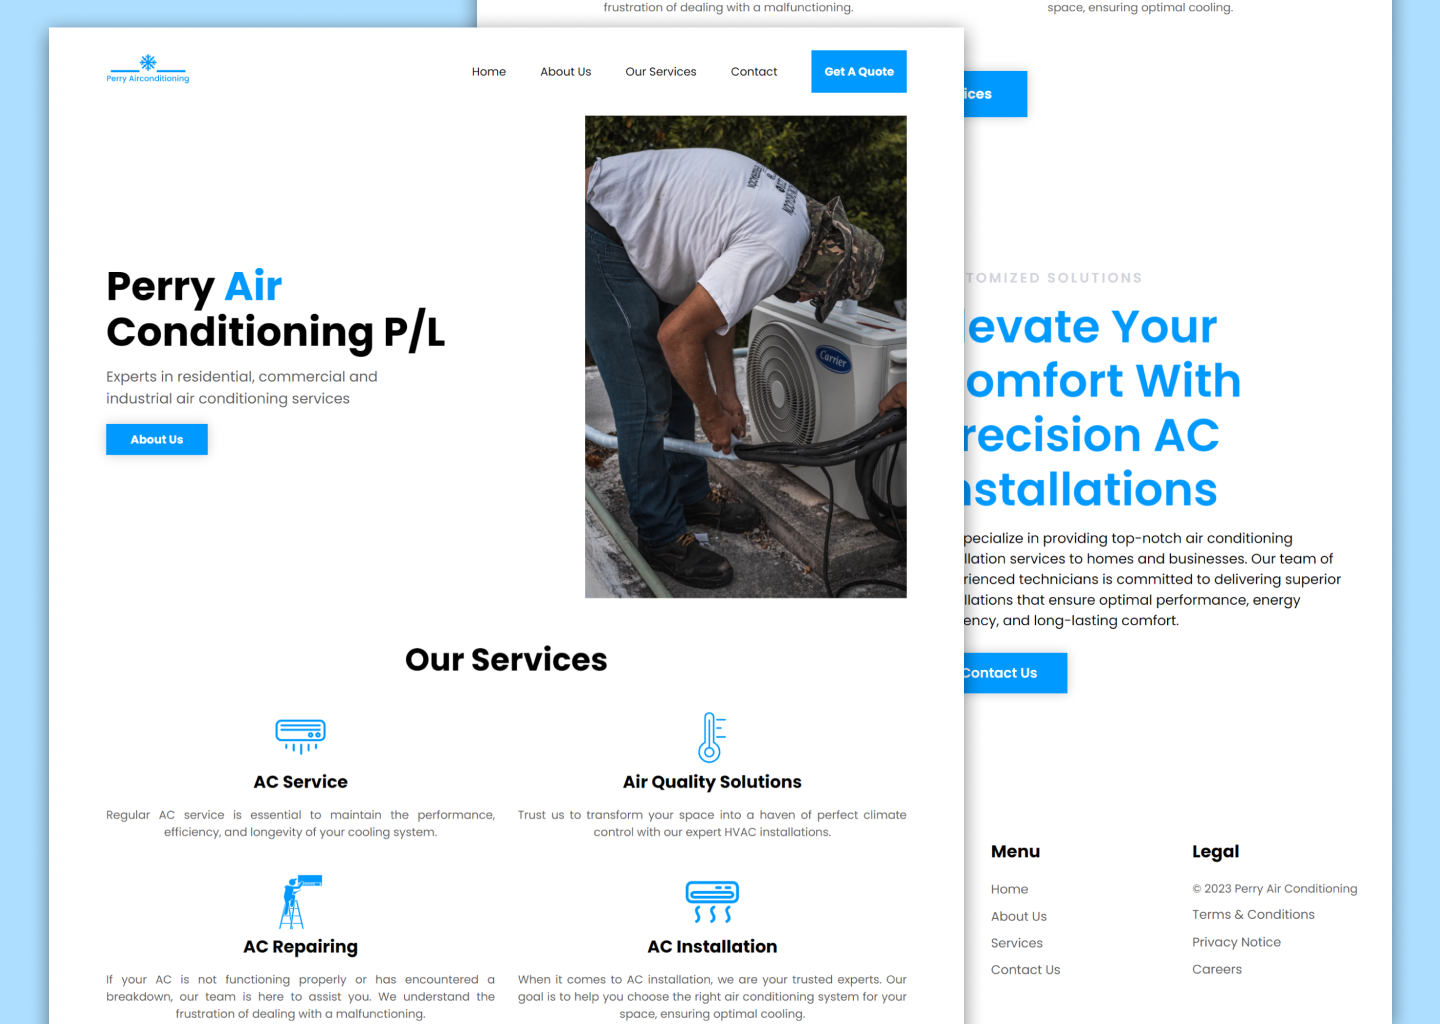 Perry Airconditioning
Home
About Us
Our Services
Contact
Get A Quote
Perry Air
Conditioning P/L
Experts in residential, commercial and
industrial air conditioning services
About Us
Carrier
Our Services
AC Service
Regular AC service is essential to maintain the performance,
efficiency, and longevity of your cooling system.
Air Quality Solutions
Trust us to transform your space into a haven of perfect climate
control with our expert HVAC installations.
AC Repairing
If your AC is not functioning properly or has encountered a
breakdown, our team is here to assist you. We understand the
frustration of dealing with a malfunctioning.
AC Installation
When it comes to AC installation, we are your trusted experts. Our
goal is to help you choose the right air conditioning system for your
space, ensuring optimal cooling.
frustration of dealing with a malfunctioning.
space, ensuring optimal cooling.
ices
TOMIZED SOLUTIONS
levate Your
omfort With
recision AC
nstallations
pecialize in providing top-notch air conditioning
llation services to homes and businesses. Our team of
rienced technicians is committed to delivering superior
llations that ensure optimal performance, energy
ency, and long-lasting comfort.
Contact Us
Menu
Home
About Us
Services
Contact Us
Legal
© 2023 Perry Air Conditioning
Terms & Conditions
Privacy Notice
Careers